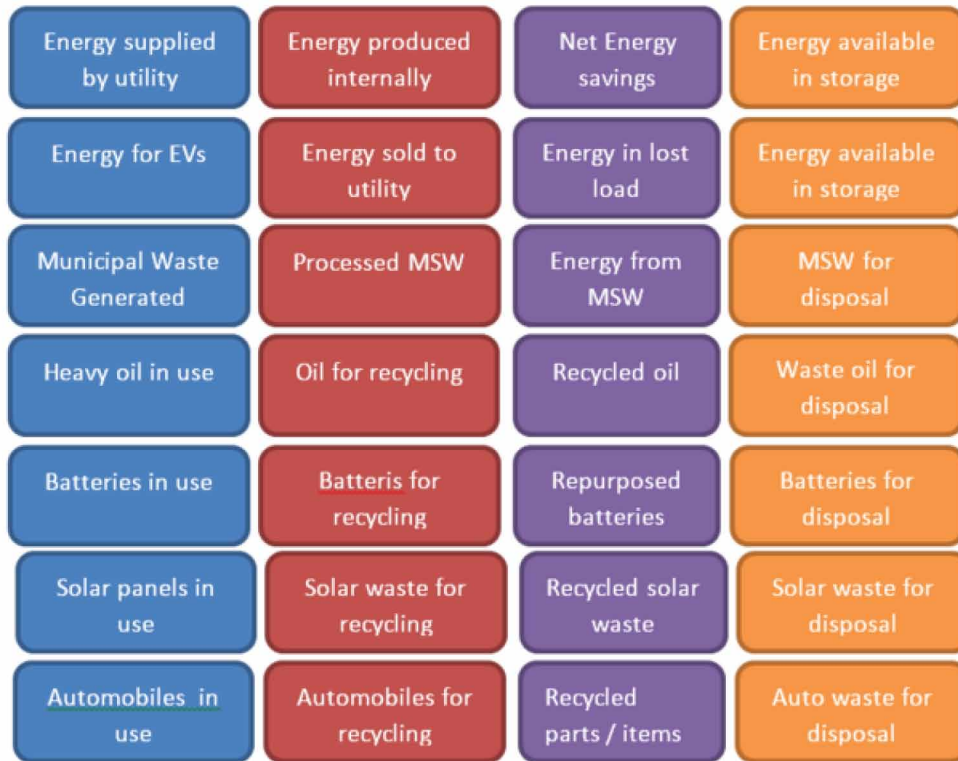 Energy supplied
by utility
Energy produced
internally
Net Energy
savings
Energy available
in storage
Energy for EVs
Energy sold to
utility
Energy in lost
load
Energy available
in storage
Municipal Waste
Generated
Processed MSW
Energy from
MSW
MSW for
disposal
Heavy oil in use
Oil for recycling
Recycled oil
Waste oil for
disposal
Batteries in use
Batteris for
recycling
Repurposed
batteries
Batteries for
disposal
Solar panels in
use
Solar waste for
recycling
Recycled solar
waste
Solar waste for
disposal
Automobiles in
use
Automobiles for
recycling
Recycled
parts / items
Auto waste for
disposal